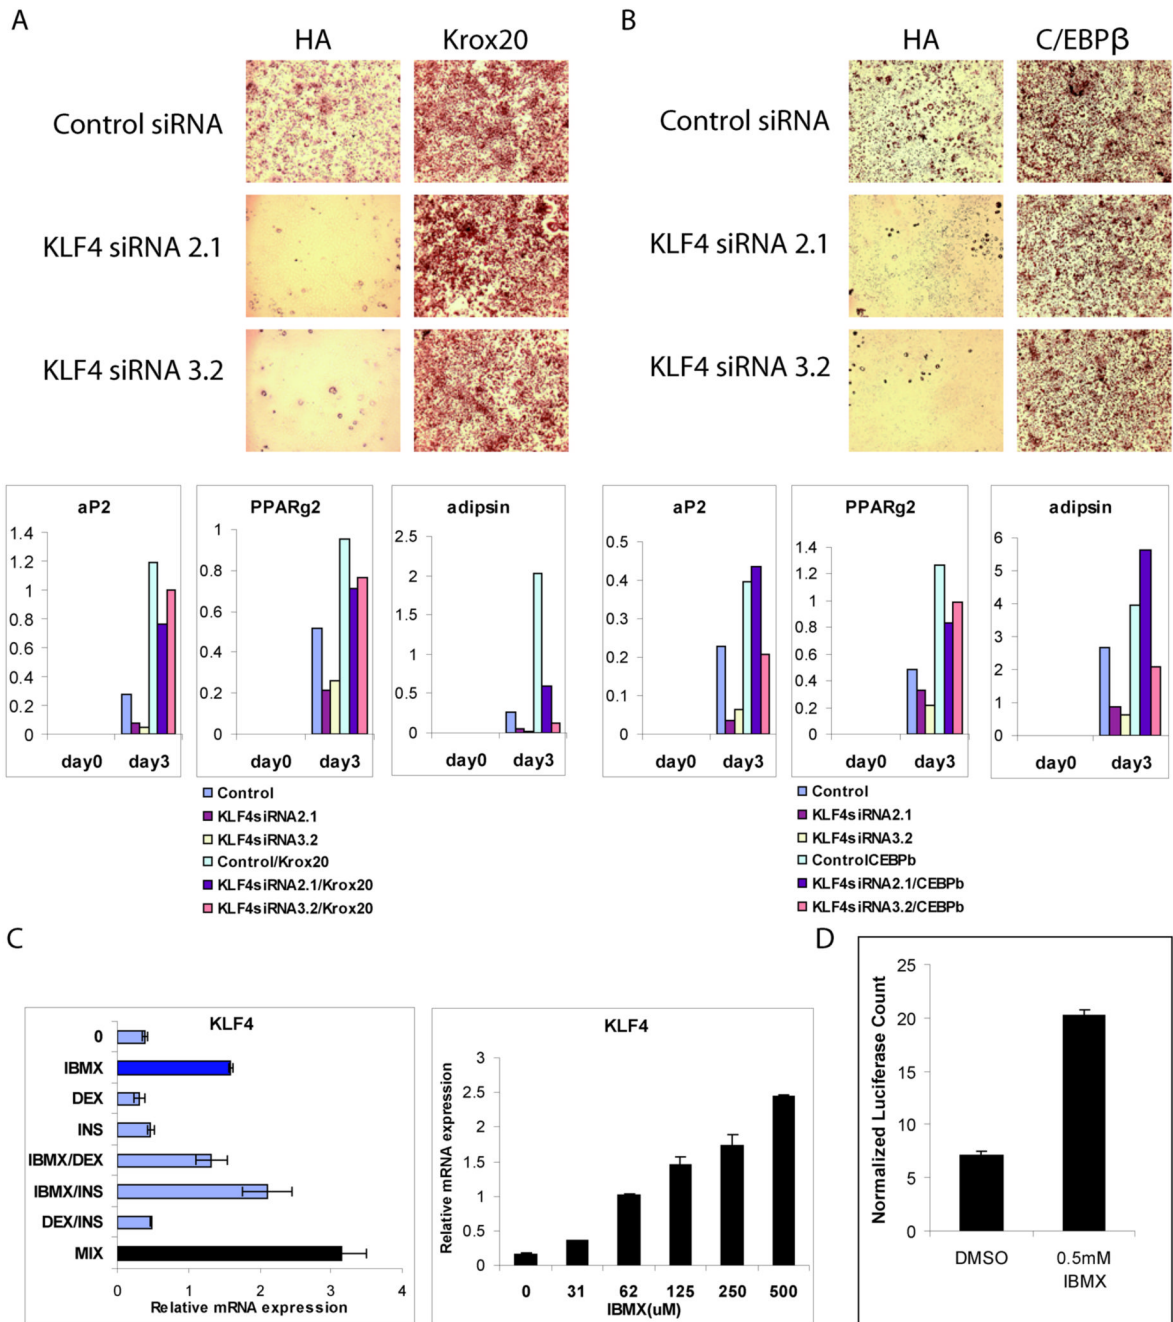 A
HA Krox20
Control siRNA
KLF4 siRNA 2.1
KLF4 siRNA 3.2
B
HA C/EBPβ
Control siRNA
KLF4 siRNA 2.1
KLF4 siRNA 3.2
aP2
1.4
1.2
1
0.8
0.6
0.4
0.2
0
day0 day3
PPARg2
1
0.8
0.6
0.4
0.2
0
day0 day3
adipsin
2.5
2
1.5
1
0.5
0
day0 day3
Control
KLF4siRNA2.1
KLF4siRNA3.2
Control/Krox20
KLF4siRNA2.1/Krox20
KLF4siRNA3.2/Krox20
aP2
0.5
0.4
0.3
0.2
0.1
0
day0 day3
PPARg2
1.4
1.2
1
0.8
0.6
0.4
0.2
0
day0 day3
adipsin
6
5
4
3
2
1
0
day0 day3
Control
KLF4siRNA2.1
KLF4siRNA3.2
ControlCEBPb
KLF4siRNA2.1/CEBPb
KLF4siRNA3.2/CEBPb
C
KLF4
0
IBMX
DEX
INS
IBMX/DEX
IBMX/INS
DEX/INS
MIX
0 1 2 3 4
Relative mRNA expression
KLF4
Relative mRNA expression
3
2.5
2
1.5
1
0.5
0
0 31 62 125 250 500
IBMX(uM)
D
Normalized Luciferase Count
25
20
15
10
5
0
DMSO 0.5mM
IBMX